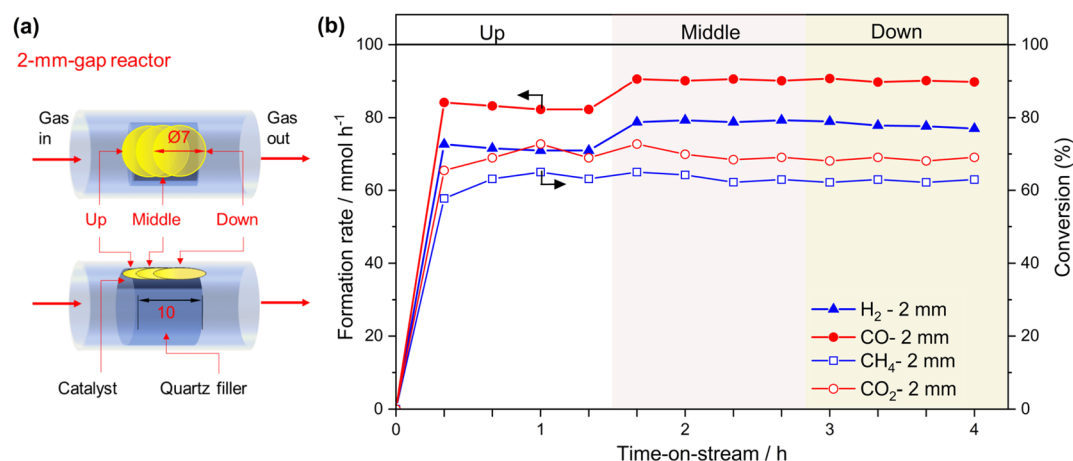 (a)
2-mm-gap reactor
Gas in
Gas out
Ø7
Up
Middle
Down
10
Catalyst
Quartz filler
(b)
Up
Middle
Down
Formation rate / mmol h⁻¹
100
80
60
40
20
0
100
80
60
40
20
0
Conversion (%)
H₂ - 2 mm
CO- 2 mm
CH₄- 2 mm
CO₂- 2 mm
0
1
2
3
4
Time-on-stream / h